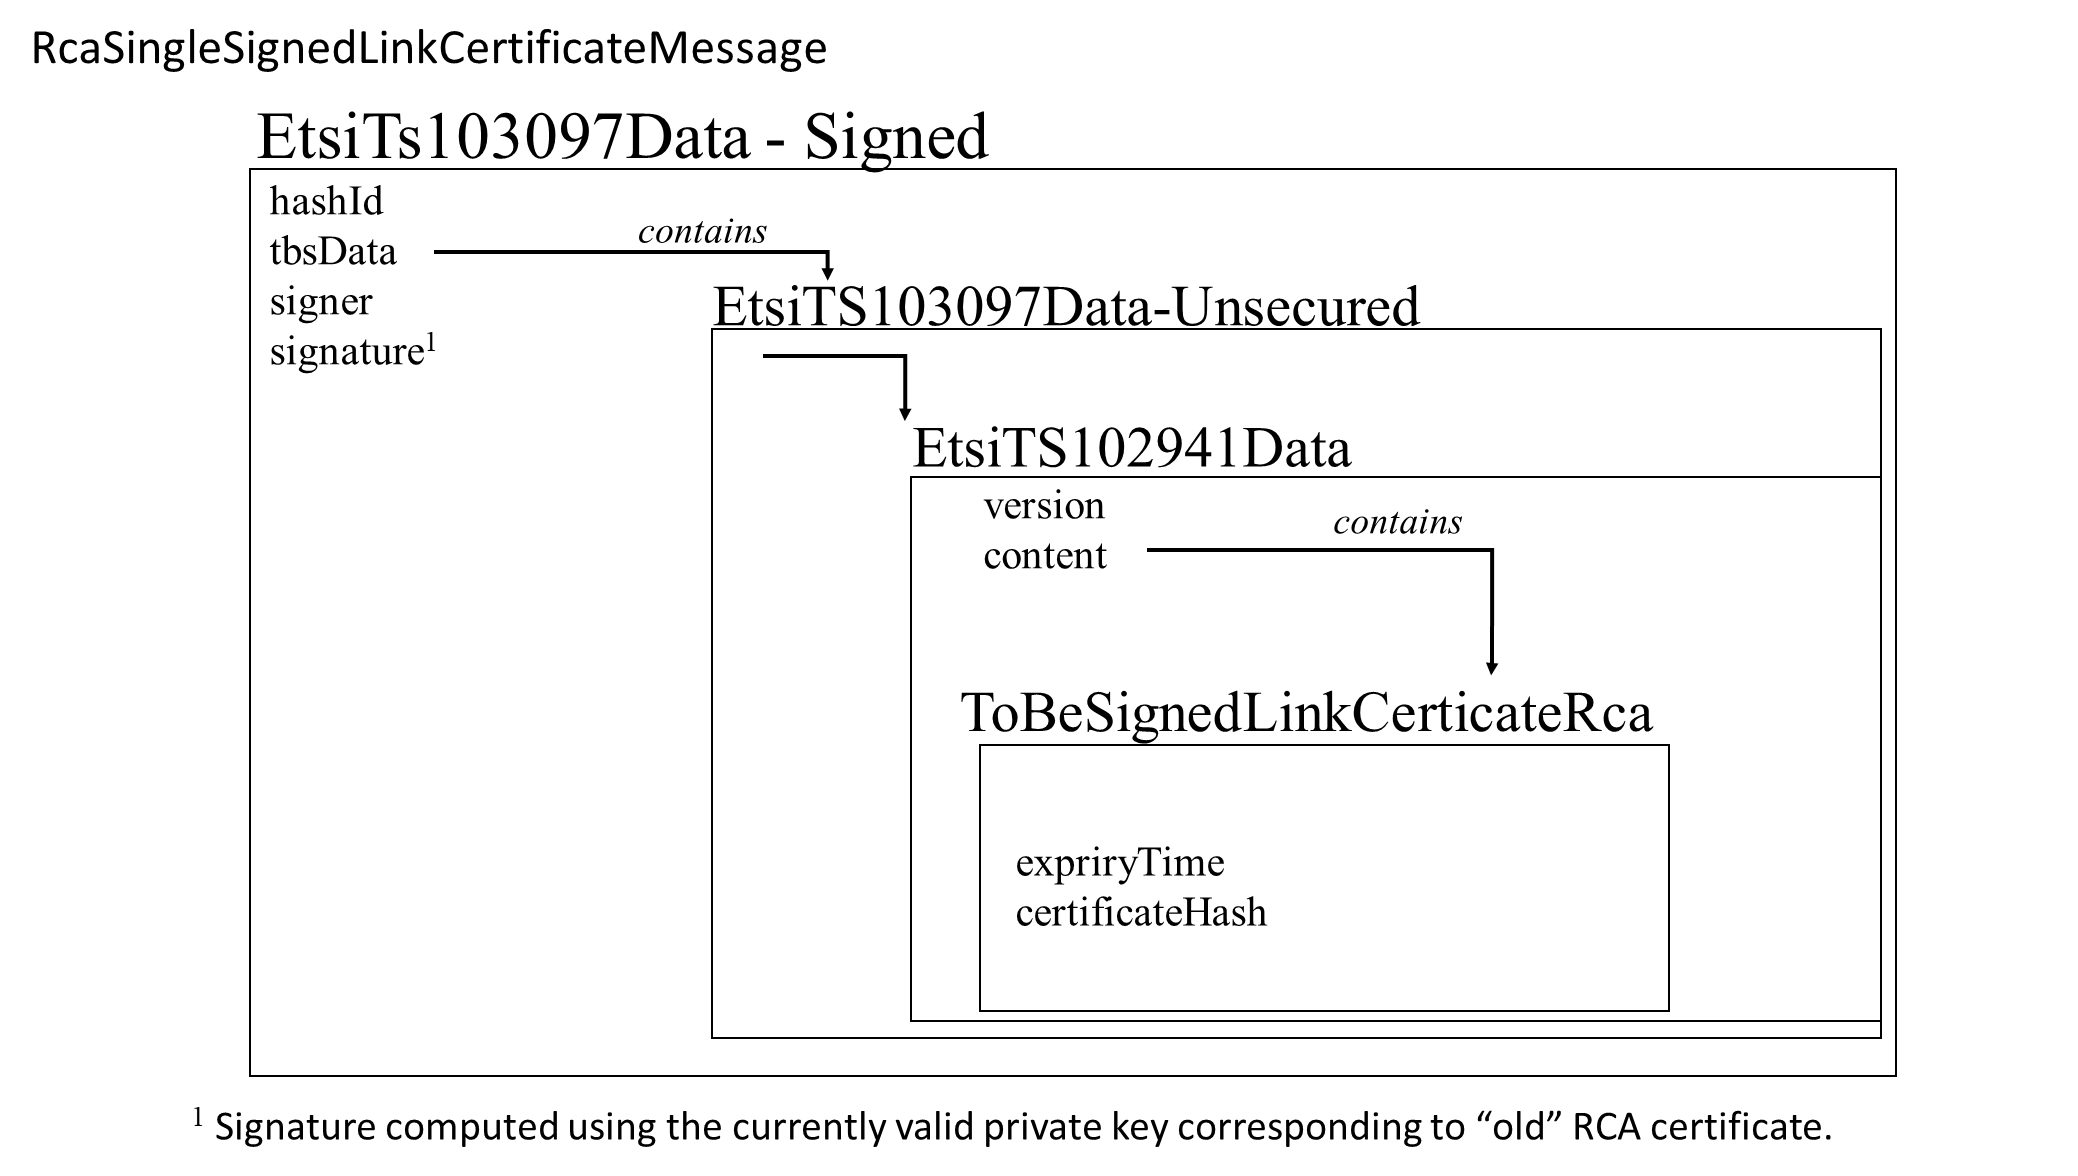 RcaSingleSignedLinkCertificateMessage
EtsiTs103097Data - Signed
hashId
contains
tbsData
EtsiTS103097Data-Unsecured
signer
signature¹
EtsiTS102941Data
version
contains
content
ToBeSignedLinkCerticateRca
expriryTime
certificateHash
¹ Signature computed using the currently valid private key corresponding to “old” RCA certificate.